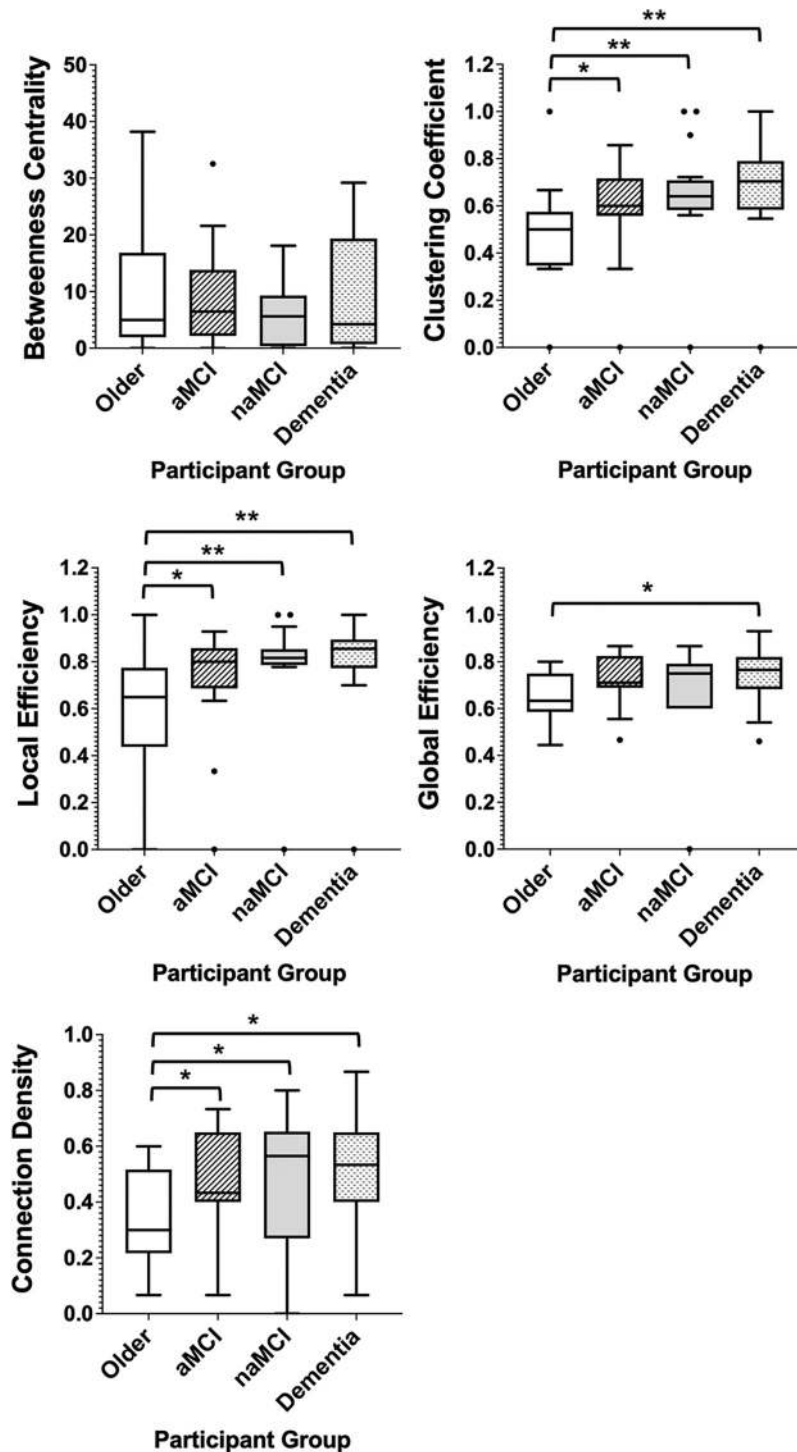 Betweenness Centrality
50
40
30
20
10
0
Older
aMCI
naMCI
Dementia
Participant Group
**
**
*
Clustering Coefficient
1.2
1.0
0.8
0.6
0.4
0.2
0.0
Older
aMCI
naMCI
Dementia
Participant Group
**
**
*
Local Efficiency
1.2
1.0
0.8
0.6
0.4
0.2
0.0
Older
aMCI
naMCI
Dementia
Participant Group
*
Global Efficiency
1.2
1.0
0.8
0.6
0.4
0.2
0.0
Older
aMCI
naMCI
Dementia
Participant Group
*
*
*
Connection Density
1.0
0.8
0.6
0.4
0.2
0.0
Older
aMCI
naMCI
Dementia
Participant Group